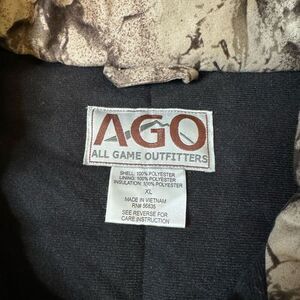 AGO
ALL GAME OUTFITTERS
SHELL: 100% POLYESTER
LINING: 100% POLYESTER
INSULATION: 100% POLYESTER
XL
MADE IN VIETNAM
RN# 56835
SEE REVERSE FOR
CARE INSTRUCTION